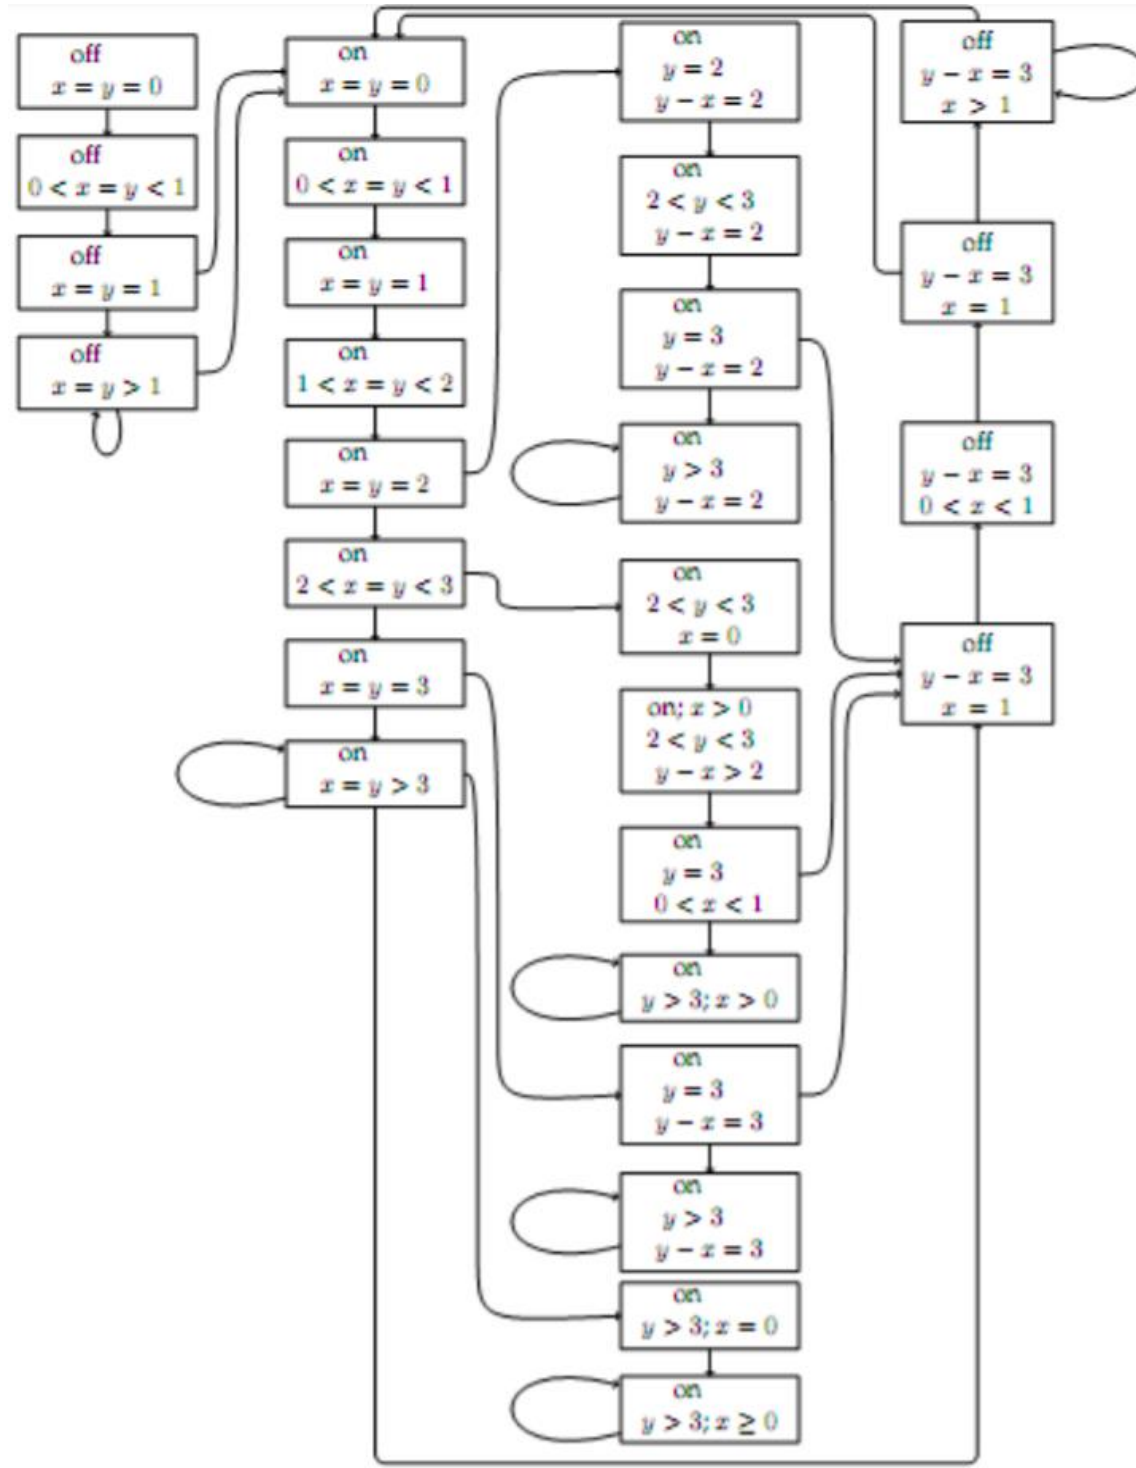 off
x = y = 0
off
0 < x = y < 1
off
x = y = 1
off
x = y > 1
on
x = y = 0
on
0 < x = y < 1
on
x = y = 1
on
1 < x = y < 2
on
x = y = 2
on
2 < x = y < 3
on
x = y = 3
on
x = y > 3
on
y = 2
y − x = 2
on
2 < y < 3
y − x = 2
on
y = 3
y − x = 2
on
y > 3
y − x = 2
on
2 < y < 3
x = 0
on; x > 0
2 < y < 3
y − x > 2
on
y = 3
0 < x < 1
on
y > 3; x > 0
on
y = 3
y − x = 3
on
y > 3
y − x = 3
on
y > 3; x = 0
on
y > 3; x ≥ 0
off
y − x = 3
x > 1
off
y − x = 3
x = 1
off
y − x = 3
0 < x < 1
off
y − x = 3
x = 1